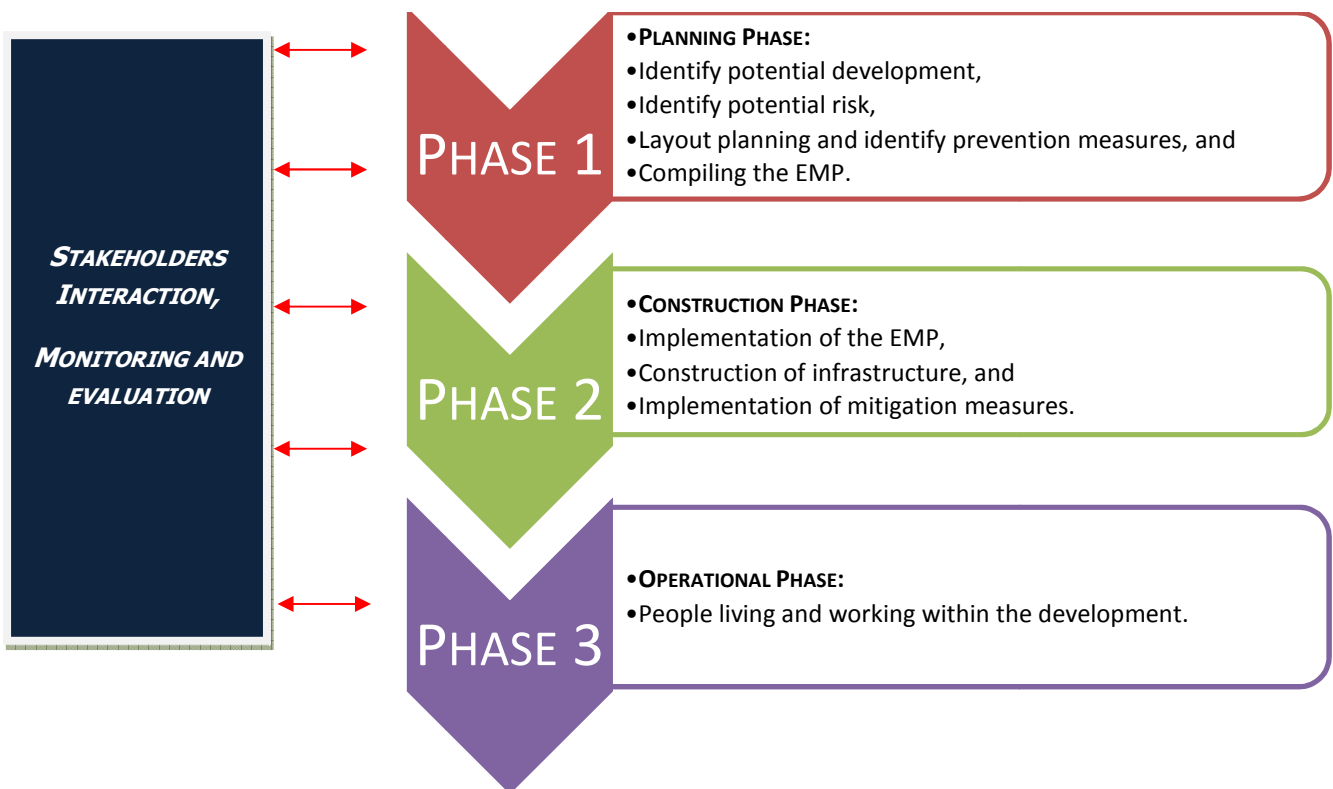 STAKEHOLDERS
INTERACTION,
MONITORING AND
EVALUATION
PHASE 1
•PLANNING PHASE:
•Identify potential development,
•Identify potential risk,
•Layout planning and identify prevention measures, and
•Compiling the EMP.
PHASE 2
•CONSTRUCTION PHASE:
•Implementation of the EMP,
•Construction of infrastructure, and
•Implementation of mitigation measures.
PHASE 3
•OPERATIONAL PHASE:
•People living and working within the development.